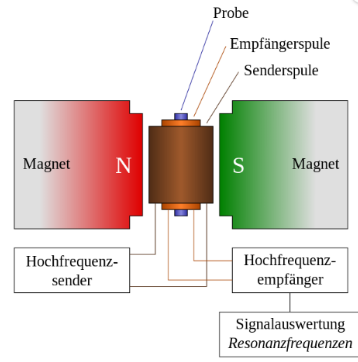 Probe
Empfängerspule
Senderspule
Magnet
N
S
Magnet
Hochfrequenz-
sender
Hochfrequenz-
empfänger
Signalauswertung
Resonanzfrequenzen